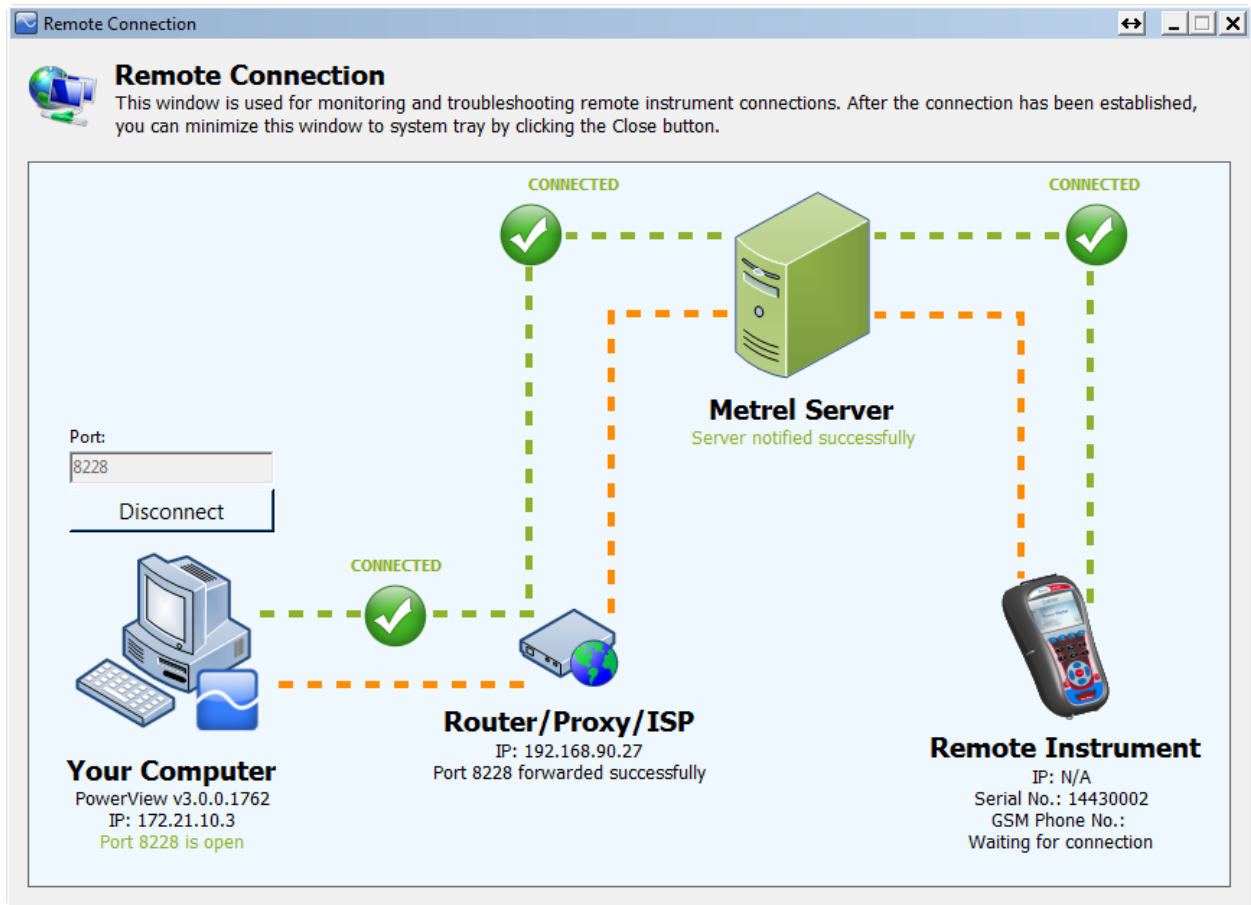 Remote Connection
Remote Connection
This window is used for monitoring and troubleshooting remote instrument connections. After the connection has been established,
you can minimize this window to system tray by clicking the Close button.
CONNECTED
CONNECTED
Metrel Server
Server notified successfully
Port:
8228
Disconnect
CONNECTED
Router/Proxy/ISP
IP: 192.168.90.27
Port 8228 forwarded successfully
Your Computer
PowerView v3.0.0.1762
IP: 172.21.10.3
Port 8228 is open
Remote Instrument
IP: N/A
Serial No.: 14430002
GSM Phone No.:
Waiting for connection